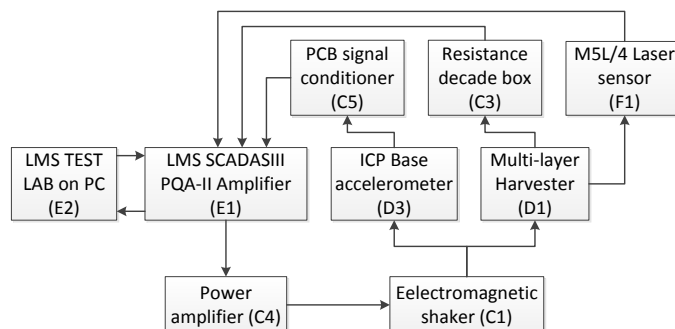 PCB signal
conditioner
(C5)
Resistance
decade box
(C3)
M5L/4 Laser
sensor
(F1)
LMS TEST
LAB on PC
(E2)
LMS SCADASIII
PQA-II Amplifier
(E1)
ICP Base
accelerometer
(D3)
Multi-layer
Harvester
(D1)
Power
amplifier (C4)
Eelectromagnetic
shaker (C1)